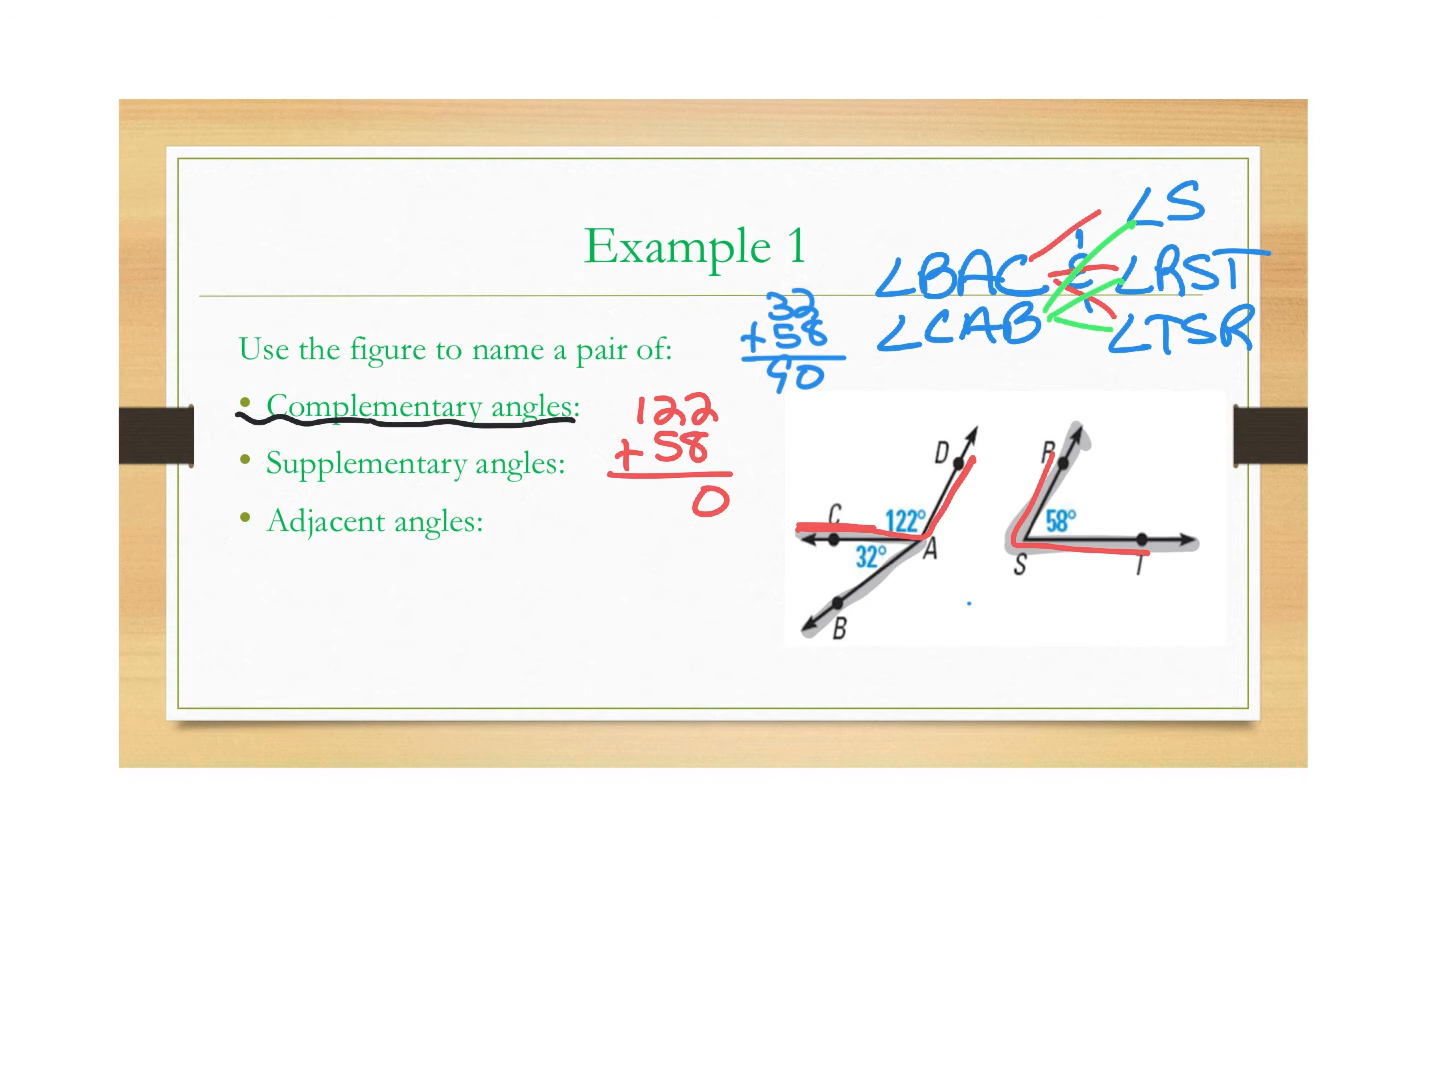 ∠S
Example 1
∠BAC & ∠RST
∠CAB ∠TSR
32
+58
90
Use the figure to name a pair of:
• Complementary angles:
122
+58
0
• Supplementary angles:
• Adjacent angles:
D
R
C
122°
58°
A
32°
S
T
B